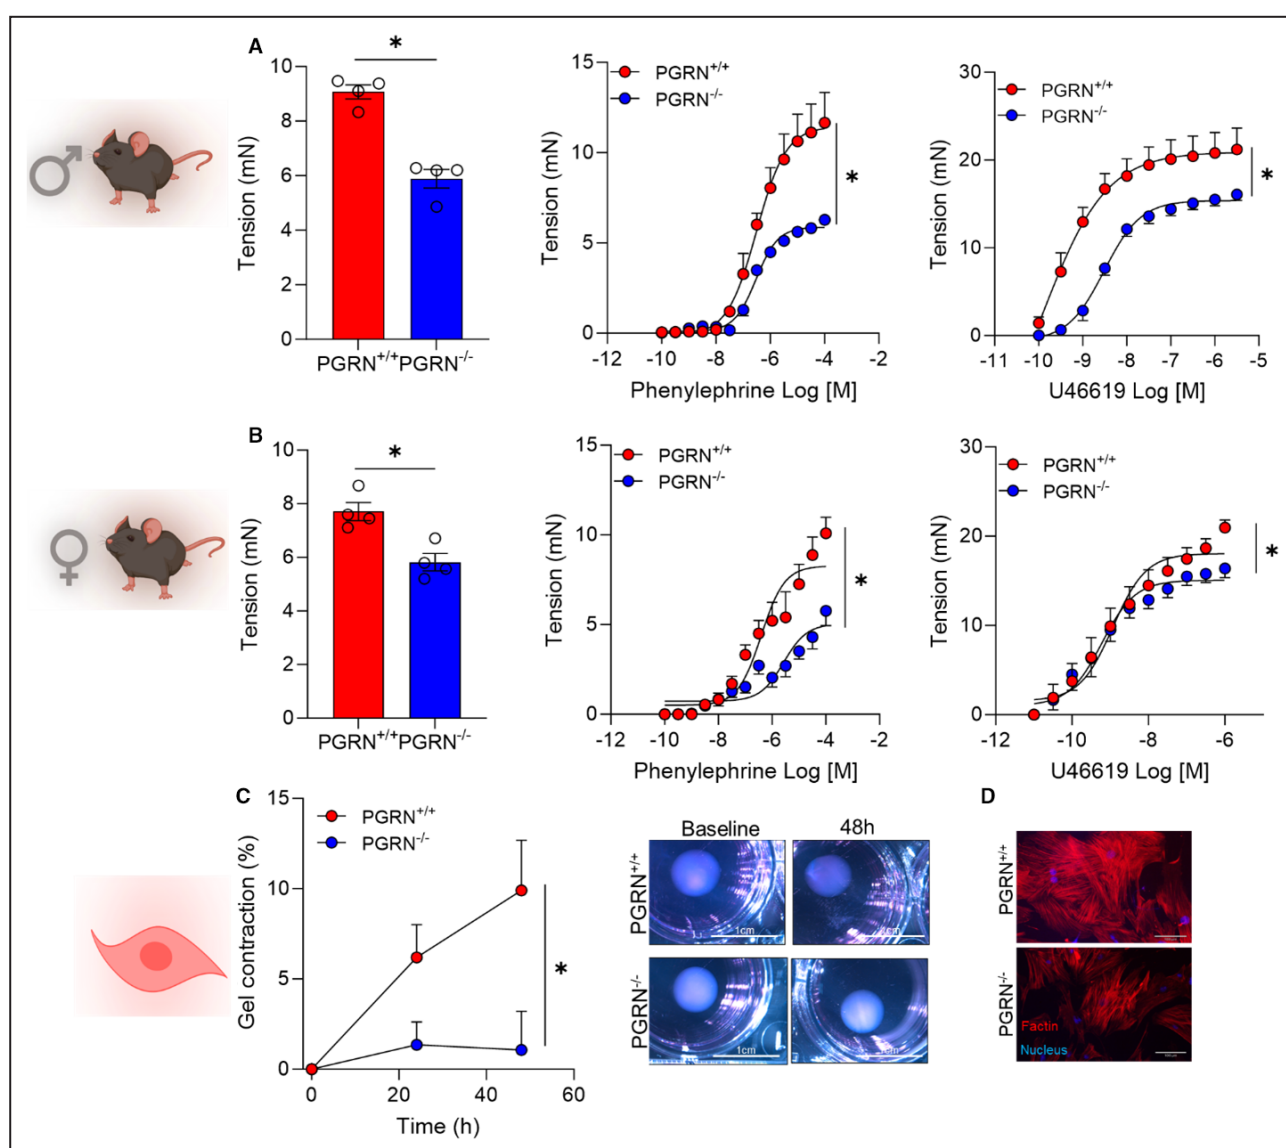 A
10
8
6
4
2
0
Tension (mN)
*
PGRN+/+ PGRN-/-
15
10
5
0
Tension (mN)
PGRN+/+
PGRN-/-
*
-12 -10 -8 -6 -4 -2
Phenylephrine Log [M]
30
20
10
0
Tension (mN)
PGRN+/+
PGRN-/-
*
-11 -10 -9 -8 -7 -6 -5
U46619 Log [M]
B
10
8
6
4
2
0
Tension (mN)
*
PGRN+/+ PGRN-/-
15
10
5
0
Tension (mN)
PGRN+/+
PGRN-/-
*
-12 -10 -8 -6 -4 -2
Phenylephrine Log [M]
30
20
10
0
Tension (mN)
PGRN+/+
PGRN-/-
*
-12 -10 -8 -6
U46619 Log [M]
C
15
10
5
0
Gel contraction (%)
PGRN+/+
PGRN-/-
*
0 20 40 60
Time (h)
Baseline 48h
PGRN+/+
1cm
1cm
PGRN-/-
1cm
1cm
D
PGRN+/+
PGRN-/-
Factin
Nucleus